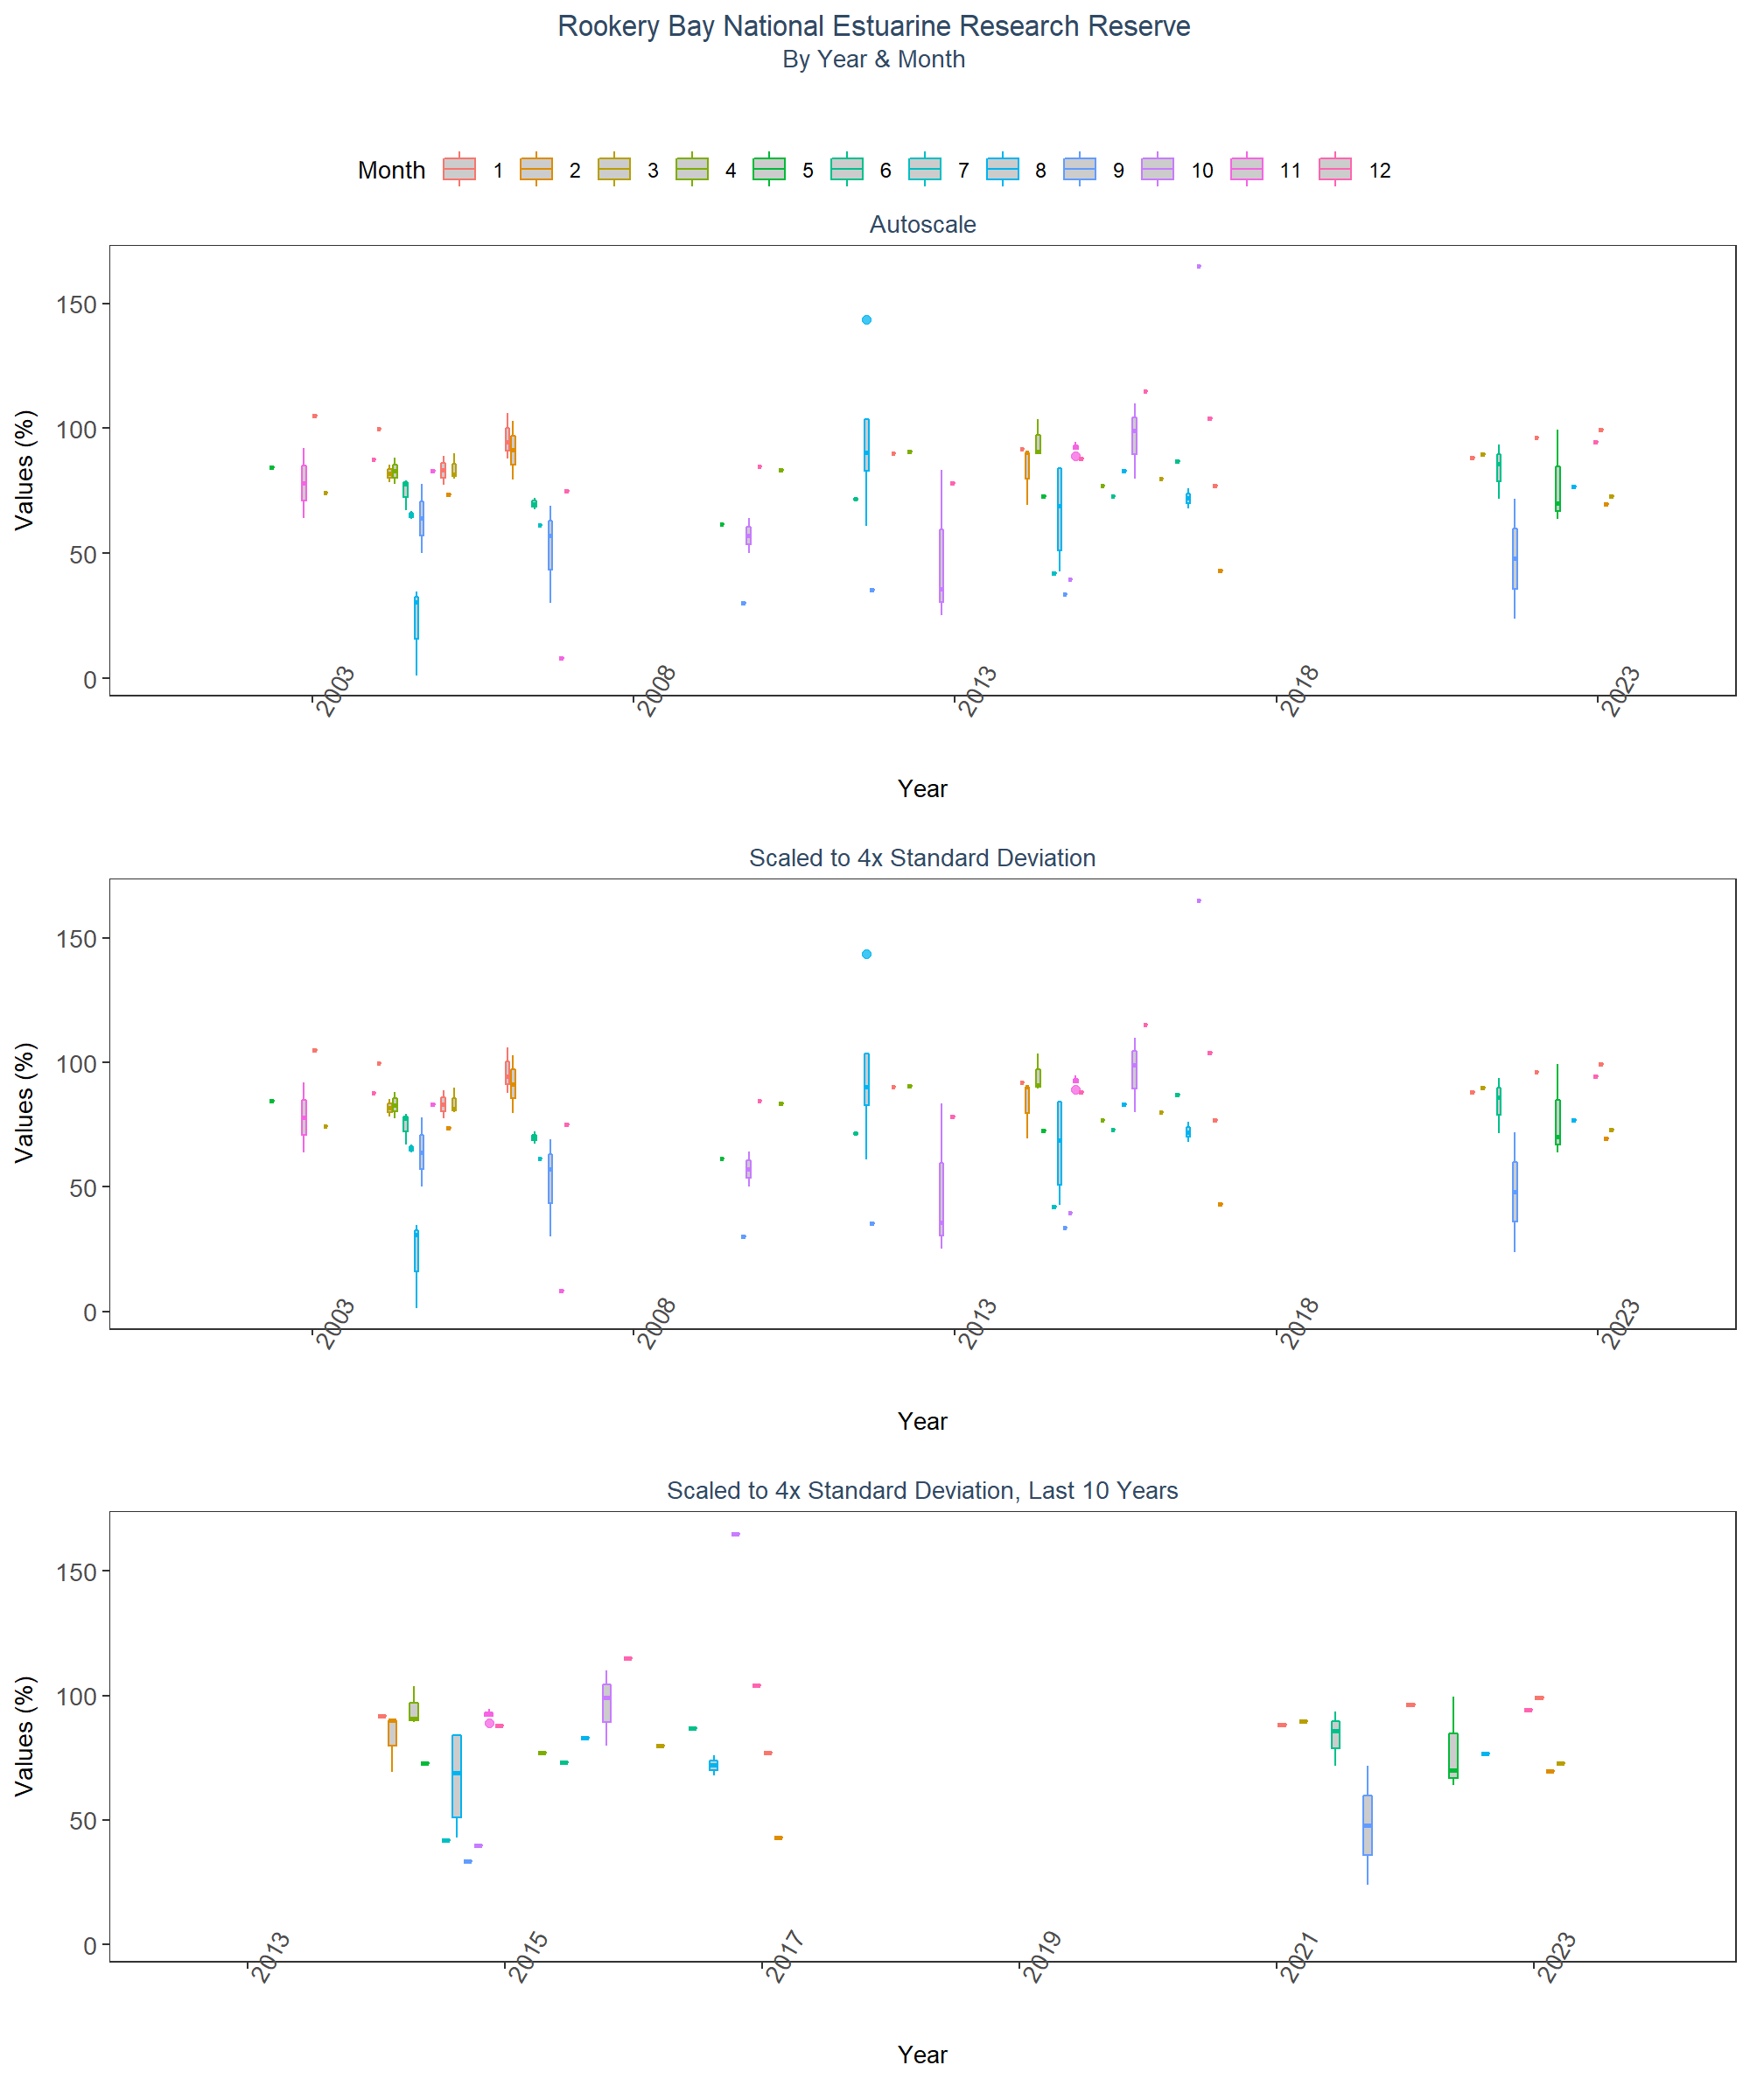 Rookery Bay National Estuarine Research Reserve
By Year & Month
Month 1 2 3 4 5 6 7 8 9 10 11 12
Autoscale
Values (%)
150
100
50
0
2003 2008 2013 2018 2023
Year
Scaled to 4x Standard Deviation
Values (%)
150
100
50
0
2003 2008 2013 2018 2023
Year
Scaled to 4x Standard Deviation, Last 10 Years
Values (%)
150
100
50
0
2013 2015 2017 2019 2021 2023
Year